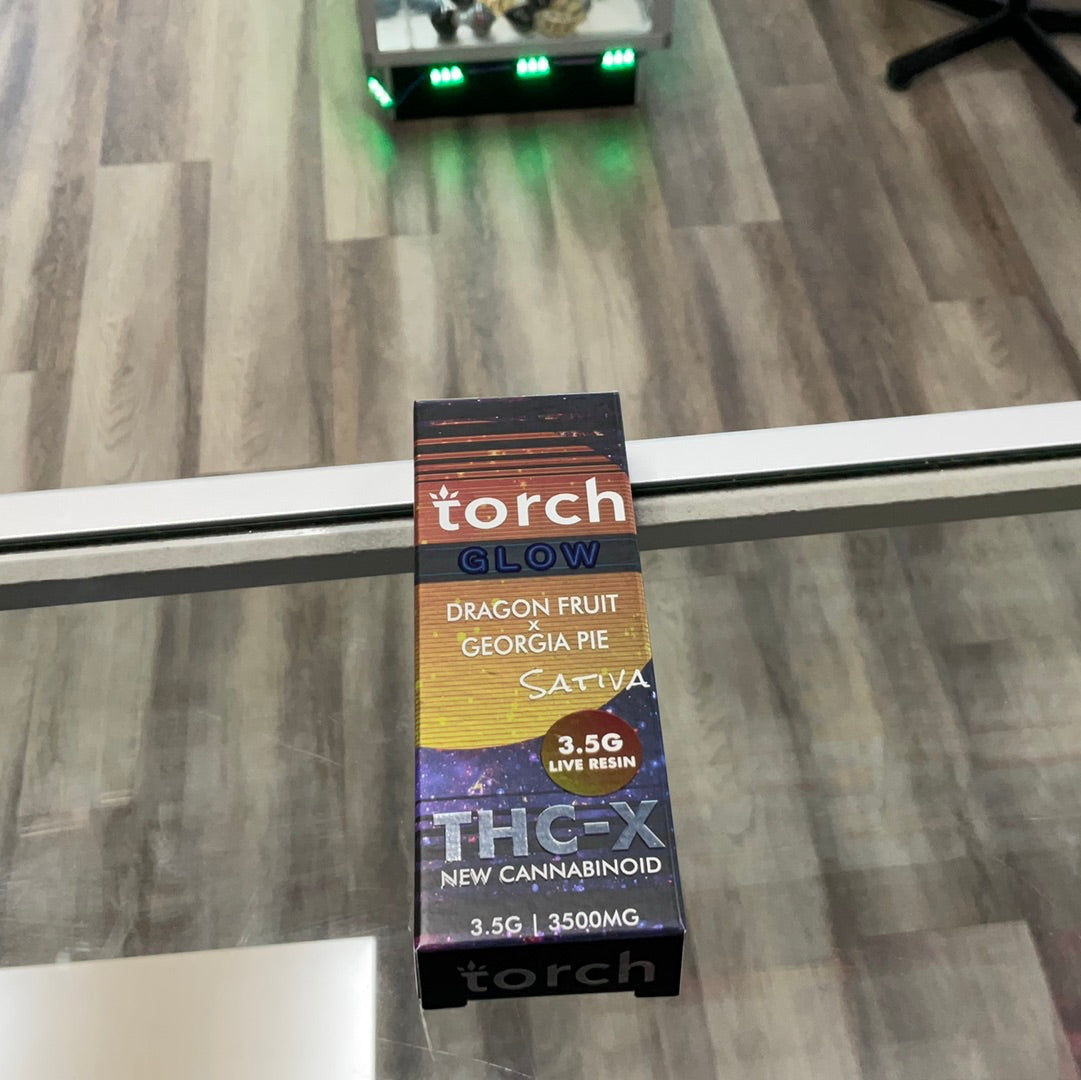 torch
GLOW
DRAGON FRUIT
x
GEORGIA PIE
SATIVA
3.5G
LIVE RESIN
THC-X
NEW CANNABINOID
3.5G | 3500MG
torch